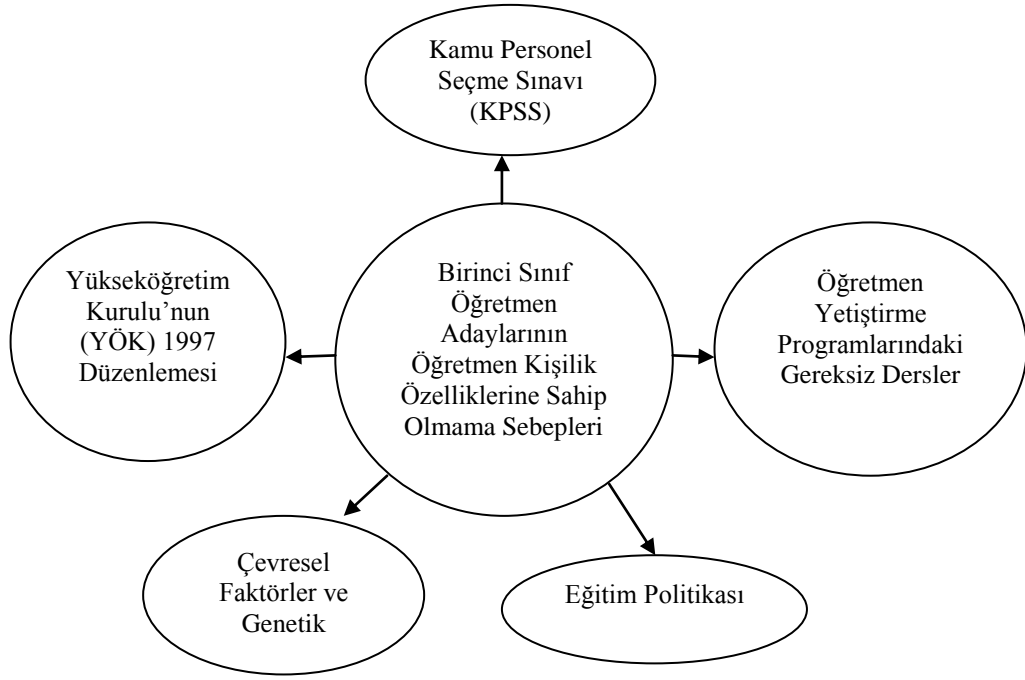 Kamu Personel
Seçme Sınavı
(KPSS)
Yükseköğretim
Kurulu’nun
(YÖK) 1997
Düzenlemesi
Birinci Sınıf
Öğretmen
Adaylarının
Öğretmen Kişilik
Özelliklerine Sahip
Olmama Sebepleri
Öğretmen
Yetiştirme
Programlarındaki
Gereksiz Dersler
Çevresel
Faktörler ve
Genetik
Eğitim Politikası